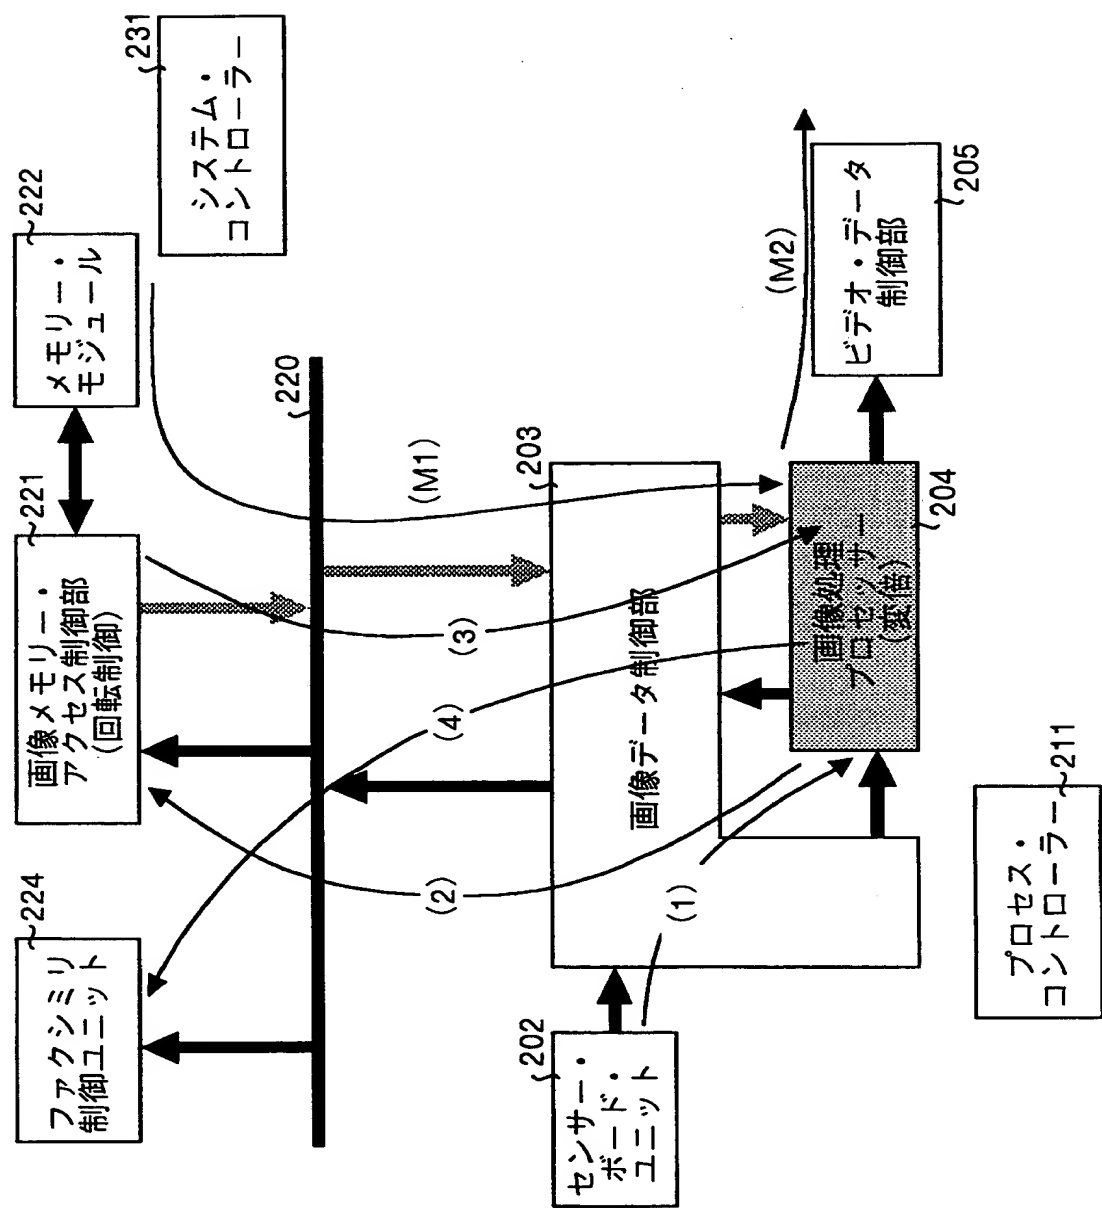 ファクシミリ
制御ユニット
224
画像メモリー・
アクセス制御部
(回転制御)
221
メモリー・
モジュール
222
システム・
コントローラー
231
220
(M1)
(3)
(4)
(2)
(1)
(M2)
センサー・
ボード・
ユニット
202
画像データ制御部
203
画像処理
プロセッサー
(変倍)
204
ビデオ・データ
制御部
205
プロセス・
コントローラー
211